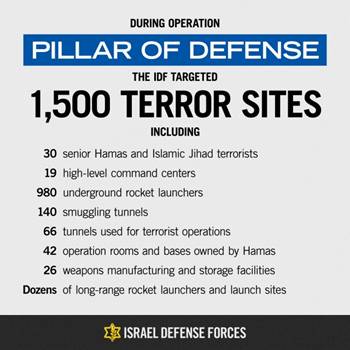 DURING OPERATION
PILLAR OF DEFENSE
THE IDF TARGETED
1,500 TERROR SITES
INCLUDING
30 senior Hamas and Islamic Jihad terrorists
19 high-level command centers
980 underground rocket launchers
140 smuggling tunnels
66 tunnels used for terrorist operations
42 operation rooms and bases owned by Hamas
26 weapons manufacturing and storage facilities
Dozens of long-range rocket launchers and launch sites
ISRAEL DEFENSE FORCES